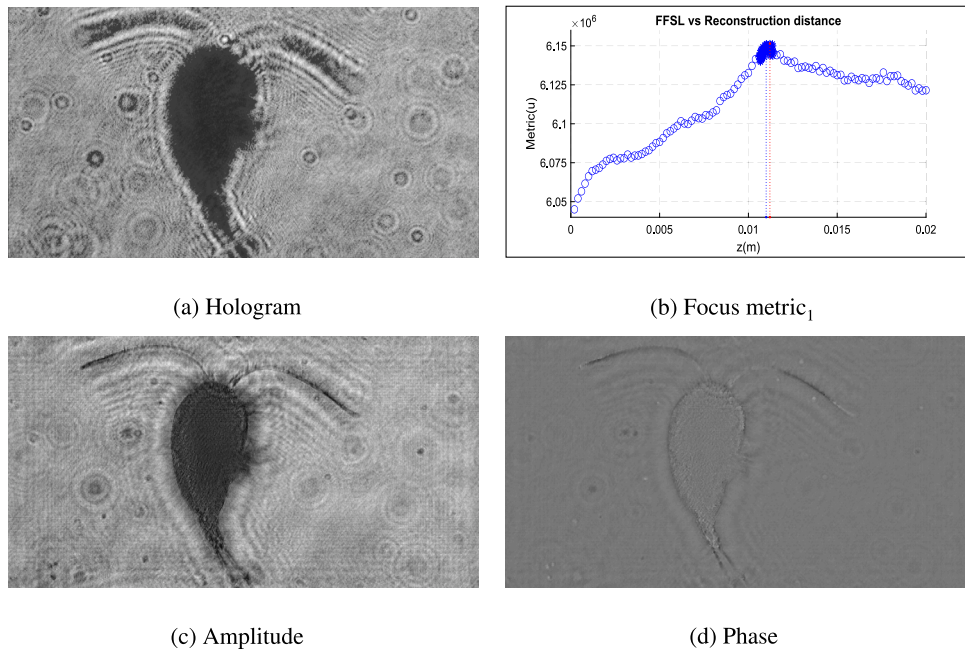 FFSL vs Reconstruction distance
×10⁶
6.15
6.125
6.1
6.075
6.05
Metric(u)
0
0.005
0.01
0.015
0.02
z(m)
(a) Hologram
(b) Focus metric₁
(c) Amplitude
(d) Phase